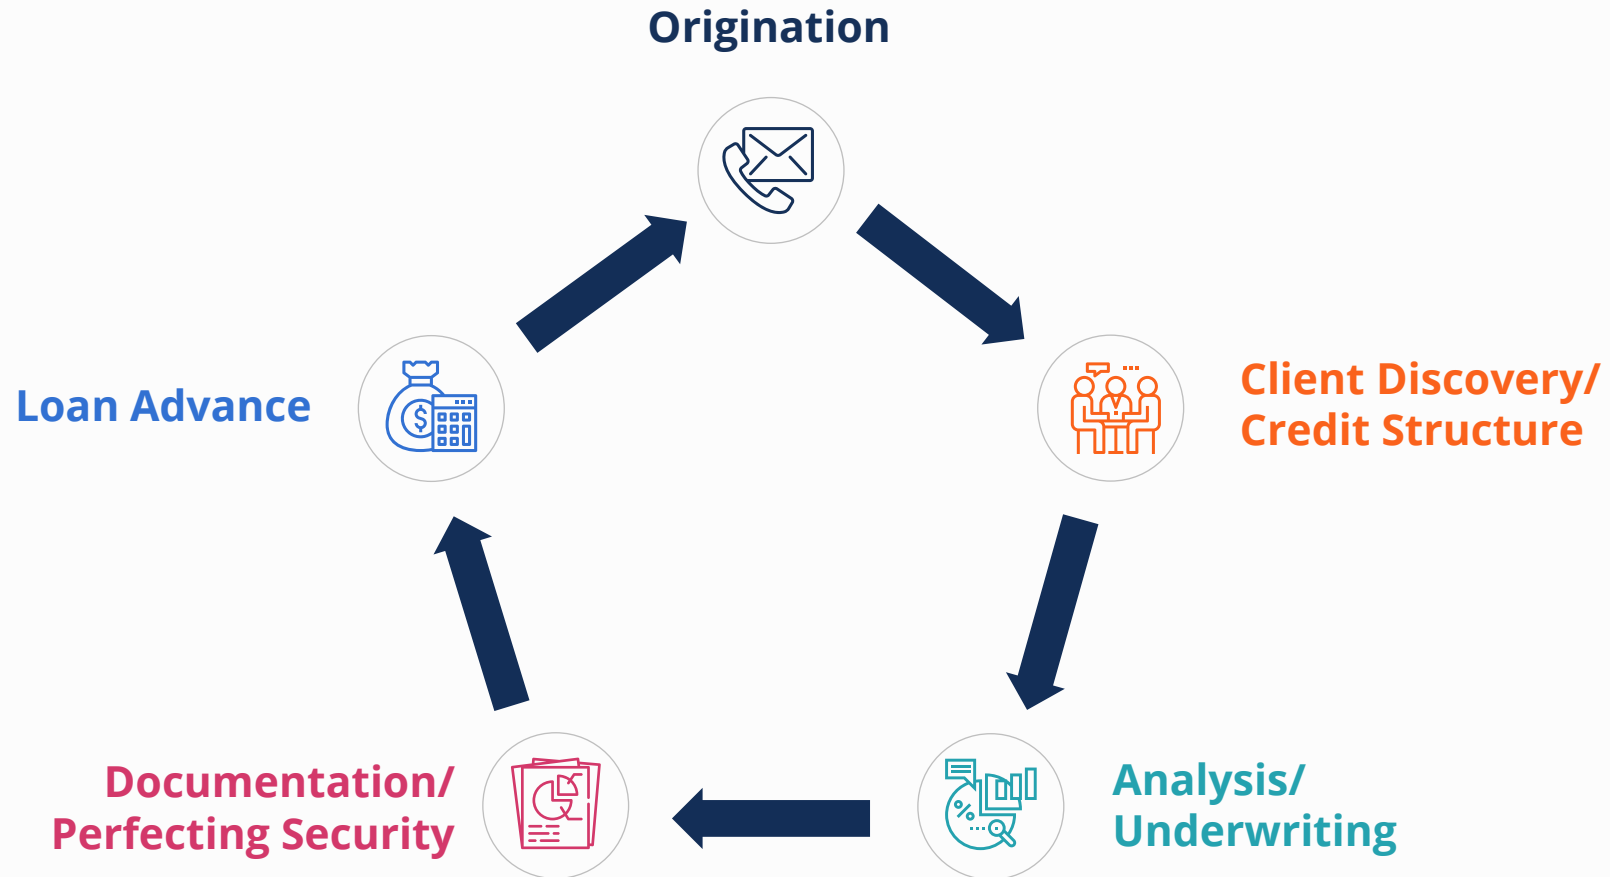 Origination
Client Discovery/
Credit Structure
Analysis/
Underwriting
Documentation/
Perfecting Security
Loan Advance